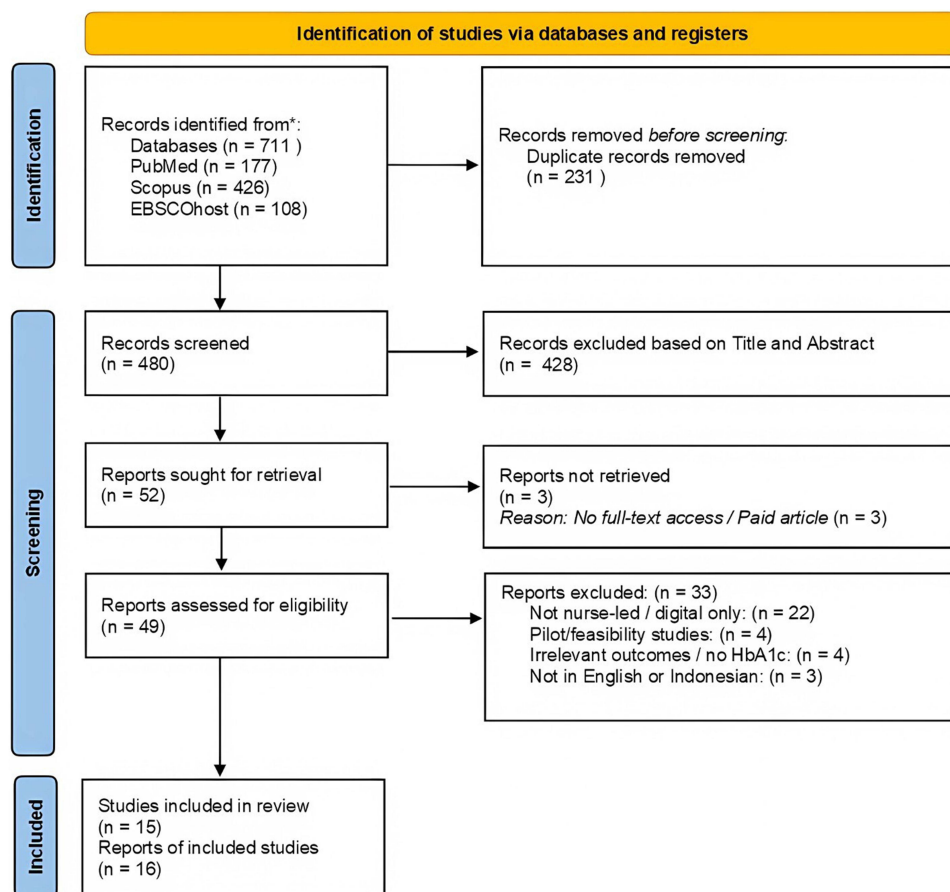 Identification of studies via databases and registers
Identification
Records identified from*:
Databases (n = 711 )
PubMed (n = 177)
Scopus (n = 426)
EBSCOhost (n = 108)
Records removed before screening:
Duplicate records removed
(n = 231 )
Screening
Records screened
(n = 480)
Records excluded based on Title and Abstract
(n =  428)
Reports sought for retrieval
(n = 52)
Reports not retrieved
(n = 3)
Reason: No full-text access / Paid article (n = 3)
Reports assessed for eligibility
(n = 49)
Reports excluded: (n = 33)
Not nurse-led / digital only: (n = 22)
Pilot/feasibility studies: (n = 4)
Irrelevant outcomes / no HbA1c: (n = 4)
Not in English or Indonesian: (n = 3)
Included
Studies included in review
(n = 15)
Reports of included studies
(n = 16)